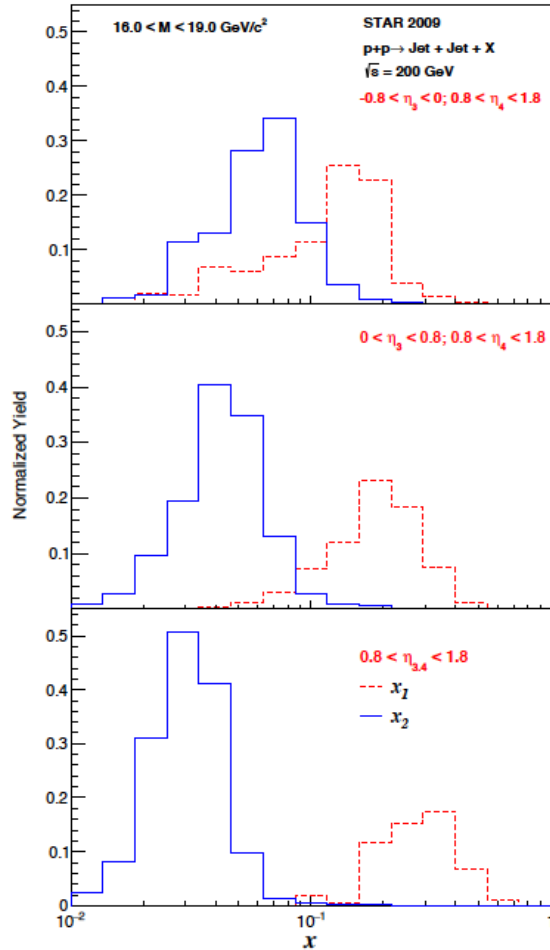 16.0 < M < 19.0 GeV/c²
STAR 2009
p+p→ Jet + Jet + X
√s = 200 GeV
-0.8 < η₃ < 0; 0.8 < η₄ < 1.8
0.5
0.4
0.3
0.2
0.1
0 < η₃ < 0.8; 0.8 < η₄ < 1.8
0.5
0.4
0.3
0.2
0.1
Normalized Yield
0.8 < η₃.₄ < 1.8
x₁
x₂
0.5
0.4
0.3
0.2
0.1
0
10⁻²
10⁻¹
1
x